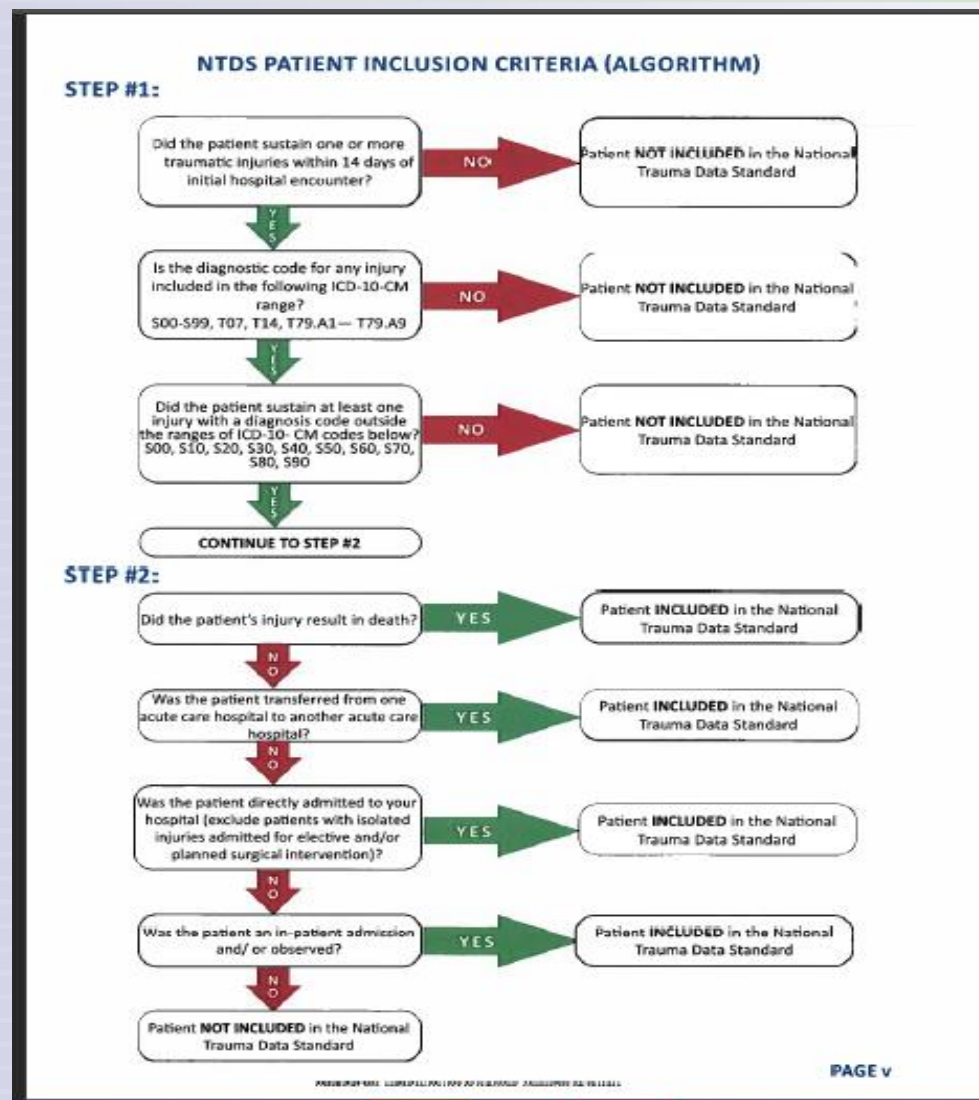 NTDS PATIENT INCLUSION CRITERIA (ALGORITHM)
STEP #1:
Did the patient sustain one or more
traumatic injuries within 14 days of
initial hospital encounter?
NO
Patient NOT INCLUDED in the National
Trauma Data Standard
YES
Is the diagnostic code for any injury
included in the following ICD-10-CM
range?
S00-S99, T07, T14, T79.A1— T79.A9
NO
Patient NOT INCLUDED in the National
Trauma Data Standard
YES
Did the patient sustain at least one
injury with a diagnosis code outside
the ranges of ICD-10- CM codes below?
S00, S10, S20, S30, S40, S50, S60, S70,
S80, S90
NO
Patient NOT INCLUDED in the National
Trauma Data Standard
YES
CONTINUE TO STEP #2
STEP #2:
Did the patient's injury result in death?
YES
Patient INCLUDED in the National
Trauma Data Standard
NO
Was the patient transferred from one
acute care hospital to another acute care
hospital?
YES
Patient INCLUDED in the National
Trauma Data Standard
NO
Was the patient directly admitted to your
hospital (exclude patients with isolated
injuries admitted for elective and/or
planned surgical intervention)?
YES
Patient INCLUDED in the National
Trauma Data Standard
NO
Was the patient an in-patient admission
and/ or observed?
YES
Patient INCLUDED in the National
Trauma Data Standard
NO
Patient NOT INCLUDED in the National
Trauma Data Standard
PAGE v